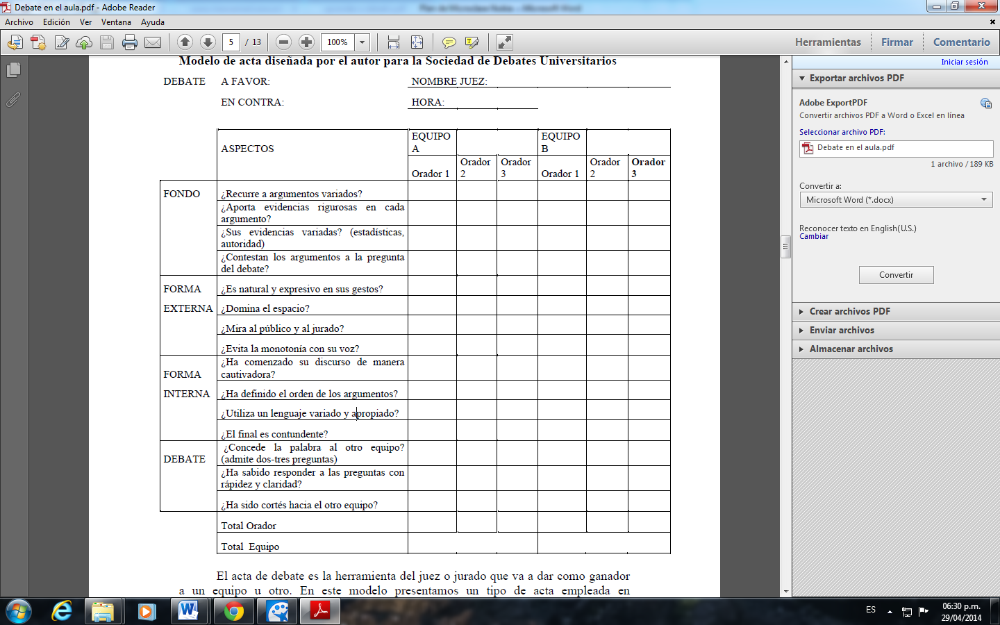 Debate en el aula.pdf - Adobe Reader
Archivo Edición Ver Ventana Ayuda
5 / 13 100% Herramientas Firmar Comentario
Iniciar sesión
Modelo de acta diseñada por el autor para la Sociedad de Debates Universitarios
DEBATE A FAVOR: NOMBRE JUEZ:
EN CONTRA: HORA:
ASPECTOS
EQUIPO A EQUIPO B
Orador 1 Orador 2 Orador 3 Orador 1 Orador 2 Orador 3
FONDO ¿Recurre a argumentos variados?
¿Aporta evidencias rigurosas en cada
argumento?
¿Sus evidencias variadas? (estadísticas,
autoridad)
¿Contestan los argumentos a la pregunta
del debate?
FORMA ¿Es natural y expresivo en sus gestos?
EXTERNA ¿Domina el espacio?
¿Mira al público y al jurado?
¿Evita la monotonía con su voz?
¿Ha comenzado su discurso de manera
FORMA cautivadora?
INTERNA ¿Ha definido el orden de los argumentos?
¿Utiliza un lenguaje variado y apropiado?
¿El final es contundente?
¿Concede la palabra al otro equipo?
DEBATE (admite dos-tres preguntas)
¿Ha sabido responder a las preguntas con
rápidez y claridad?
¿Ha sido cortés hacia el otro equipo?
Total Orador
Total Equipo
El acta de debate es la herramienta del juez o jurado que va a dar como ganador
a un equipo u otro. En este modelo presentamos un tipo de acta empleada en
Exportar archivos PDF
Adobe ExportPDF
Convertir archivos PDF a Word o Excel en línea
Seleccionar archivo PDF:
Debate en el aula.pdf
1 archivo / 189 KB
Convertir a:
Microsoft Word (*.docx)
Reconocer texto en English(U.S.)
Cambiar
Convertir
Crear archivos PDF
Enviar archivos
Almacenar archivos
ES 06:30 p.m.
29/04/2014